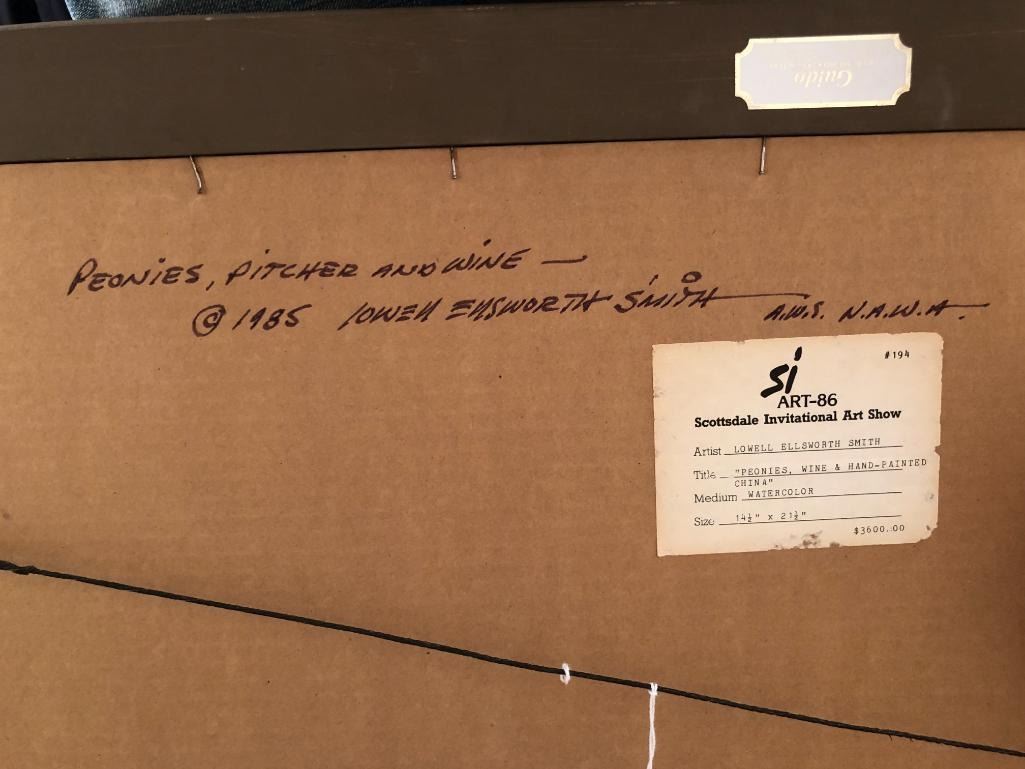 Guido
PEONIES, PITCHER AND WINE —
© 1985 LOWELL ELLSWORTH SMITH A.W.S. N.A.W.A.
#194
SI
ART-86
Scottsdale Invitational Art Show
Artist LOWELL ELLSWORTH SMITH
Title "PEONIES, WINE & HAND-PAINTED
CHINA"
Medium WATERCOLOR
Size 14½" x 21½"
$3600.00